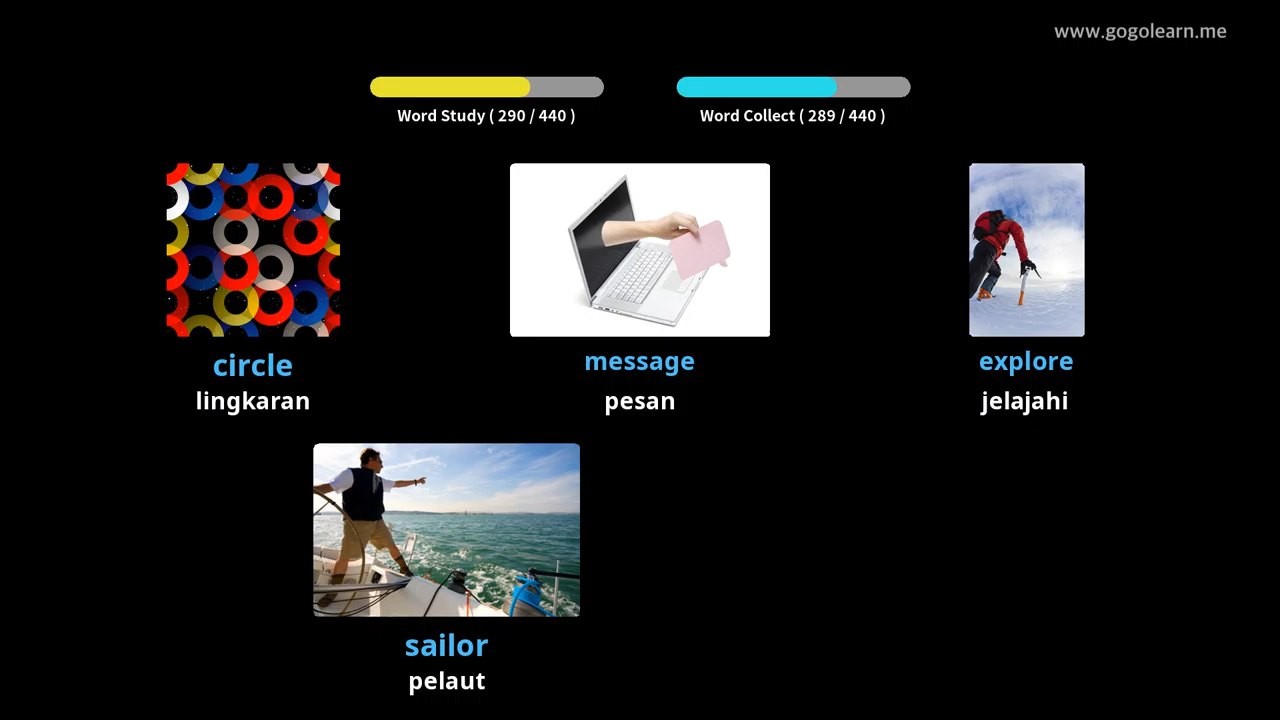 www.gogolearn.me
Word Study ( 290 / 440 )
Word Collect ( 289 / 440 )
circle
lingkaran
message
pesan
explore
jelajahi
sailor
pelaut